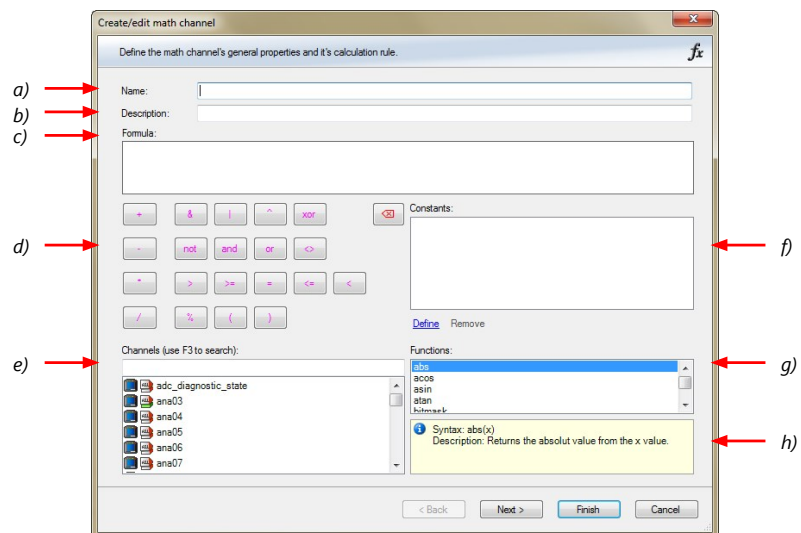 Create/edit math channel
Define the math channel's general properties and it's calculation rule.
fx
a)
Name:
b)
Description:
c)
Formula:
+ & | ^ xor
Constants:
d)
- not and or <>
f)
* > >= = <= <
/ % ( )
Define Remove
Channels (use F3 to search):
Functions:
e)
g)
abs
acos
asin
atan
bitmask
adc_diagnostic_state
ana03
ana04
ana05
ana06
ana07
Syntax: abs(x)
Description: Returns the absolut value from the x value.
h)
< Back Next > Finish Cancel